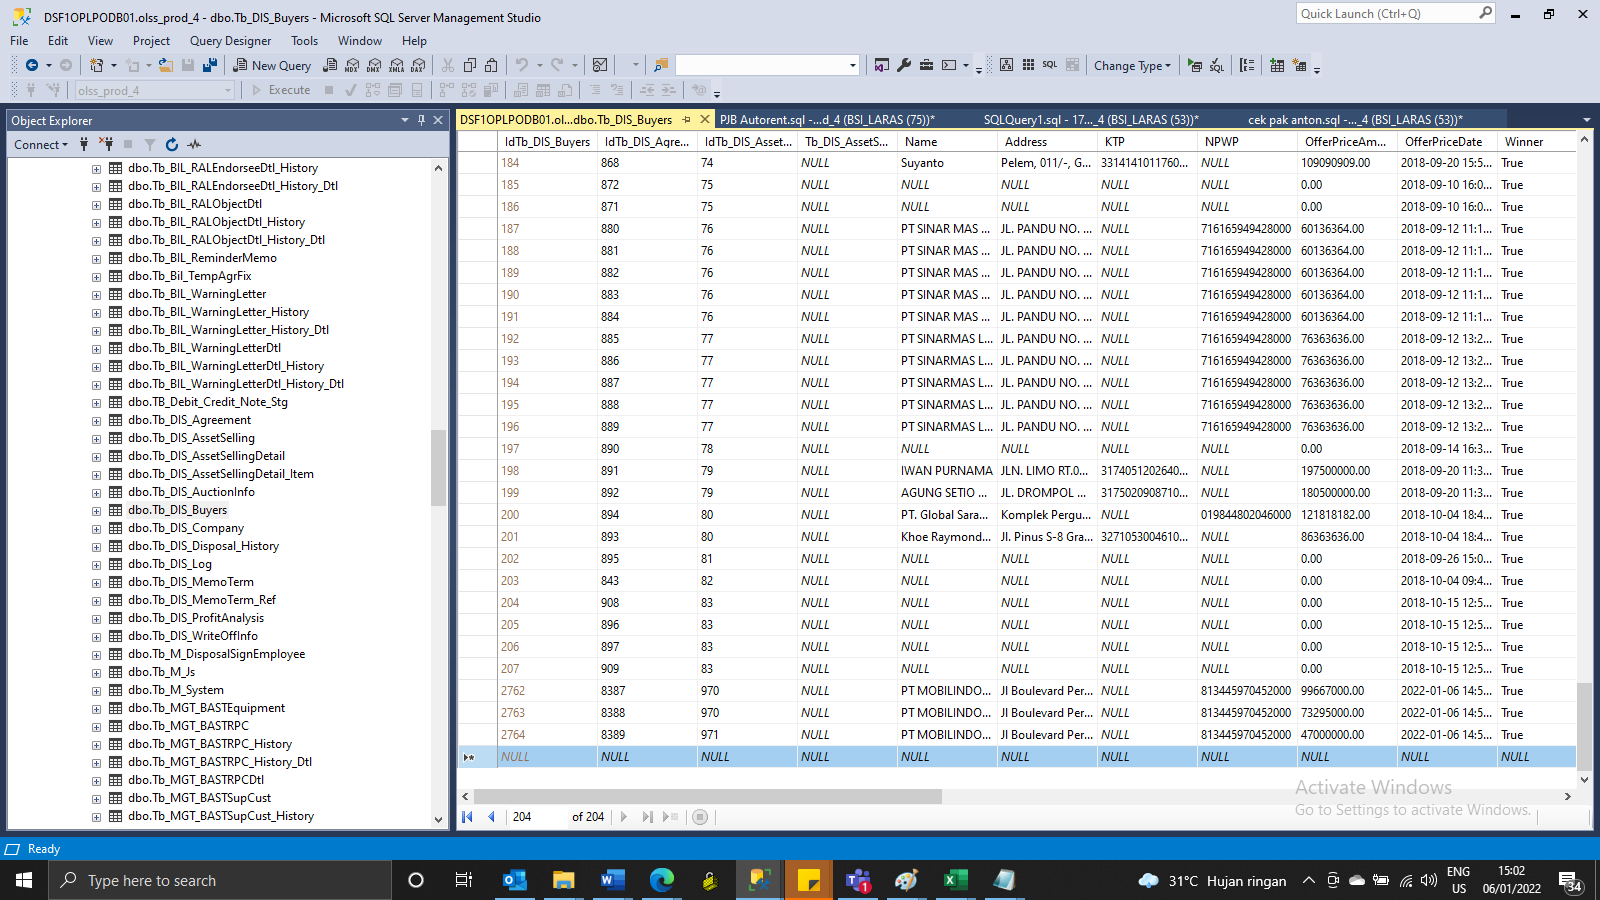 DSF1OPLPODB01.olss_prod_4 - dbo.Tb_DIS_Buyers - Microsoft SQL Server Management Studio
Quick Launch (Ctrl+Q)
File Edit View Project Query Designer Tools Window Help
New Query MDX DMX XMLA DAX SQL Change Type
olss_prod_4 Execute
Object Explorer
Connect
dbo.Tb_BIL_RALEndorseeDtl_History
dbo.Tb_BIL_RALEndorseeDtl_History_Dtl
dbo.Tb_BIL_RALObjectDtl
dbo.Tb_BIL_RALObjectDtl_History
dbo.Tb_BIL_RALObjectDtl_History_Dtl
dbo.Tb_BIL_ReminderMemo
dbo.Tb_Bil_TempAgrFix
dbo.Tb_BIL_WarningLetter
dbo.Tb_BIL_WarningLetter_History
dbo.Tb_BIL_WarningLetter_History_Dtl
dbo.Tb_BIL_WarningLetterDtl
dbo.Tb_BIL_WarningLetterDtl_History
dbo.Tb_BIL_WarningLetterDtl_History_Dtl
dbo.TB_Debit_Credit_Note_Stg
dbo.Tb_DIS_Agreement
dbo.Tb_DIS_AssetSelling
dbo.Tb_DIS_AssetSellingDetail
dbo.Tb_DIS_AssetSellingDetail_Item
dbo.Tb_DIS_AuctionInfo
dbo.Tb_DIS_Buyers
dbo.Tb_DIS_Company
dbo.Tb_DIS_Disposal_History
dbo.Tb_DIS_Log
dbo.Tb_DIS_MemoTerm
dbo.Tb_DIS_MemoTerm_Ref
dbo.Tb_DIS_ProfitAnalysis
dbo.Tb_DIS_WriteOffInfo
dbo.Tb_M_DisposalSignEmployee
dbo.Tb_M_Js
dbo.Tb_M_System
dbo.Tb_MGT_BASTEquipment
dbo.Tb_MGT_BASTRPC
dbo.Tb_MGT_BASTRPC_History
dbo.Tb_MGT_BASTRPC_History_Dtl
dbo.Tb_MGT_BASTRPCDtl
dbo.Tb_MGT_BASTSupCust
dbo.Tb_MGT_BASTSupCust_History
DSF1OPLPODB01.ol...dbo.Tb_DIS_Buyers PJB Autorent.sql -...d_4 (BSI_LARAS (75))* SQLQuery1.sql - 17..._4 (BSI_LARAS (53))* cek pak anton.sql-..._4 (BSI_LARAS (53))*
IdTb_DIS_Buyers IdTb_DIS_Agre... IdTb_DIS_Asset... Tb_DIS_AssetS... Name Address KTP NPWP OfferPriceAm... OfferPriceDate Winner
184 868 74 NULL Suyanto Pelem, 011/-, G... 3314141011760... NULL 109090909.00 2018-09-20 15:5... True
185 872 75 NULL NULL NULL NULL NULL 0.00 2018-09-10 16:0... True
186 871 75 NULL NULL NULL NULL NULL 0.00 2018-09-10 16:0... True
187 880 76 NULL PT SINAR MAS ... JL. PANDU NO. ... NULL 716165949428000 60136364.00 2018-09-12 11:1... True
188 881 76 NULL PT SINAR MAS ... JL. PANDU NO. ... NULL 716165949428000 60136364.00 2018-09-12 11:1... True
189 882 76 NULL PT SINAR MAS ... JL. PANDU NO. ... NULL 716165949428000 60136364.00 2018-09-12 11:1... True
190 883 76 NULL PT SINAR MAS ... JL. PANDU NO. ... NULL 716165949428000 60136364.00 2018-09-12 11:1... True
191 884 76 NULL PT SINAR MAS ... JL. PANDU NO. ... NULL 716165949428000 60136364.00 2018-09-12 11:1... True
192 885 77 NULL PT SINARMAS L... JL. PANDU NO. ... NULL 716165949428000 76363636.00 2018-09-12 13:2... True
193 886 77 NULL PT SINARMAS L... JL. PANDU NO. ... NULL 716165949428000 76363636.00 2018-09-12 13:2... True
194 887 77 NULL PT SINARMAS L... JL. PANDU NO. ... NULL 716165949428000 76363636.00 2018-09-12 13:2... True
195 888 77 NULL PT SINARMAS L... JL. PANDU NO. ... NULL 716165949428000 76363636.00 2018-09-12 13:2... True
196 889 77 NULL PT SINARMAS L... JL. PANDU NO. ... NULL 716165949428000 76363636.00 2018-09-12 13:2... True
197 890 78 NULL NULL NULL NULL NULL 0.00 2018-09-14 16:3... True
198 891 79 NULL IWAN PURNAMA JLN. LIMO RT.0... 3174051202640... NULL 197500000.00 2018-09-20 11:3... True
199 892 79 NULL AGUNG SETIO ... JL. DROMPOL ... 3175020908710... NULL 180500000.00 2018-09-20 11:3... True
200 894 80 NULL PT. Global Sara... Komplek Pergu... NULL 019844802046000 121818182.00 2018-10-04 18:4... True
201 893 80 NULL Khoe Raymond... Jl. Pinus S-8 Gra... 3271053004610... NULL 86363636.00 2018-10-04 18:4... True
202 895 81 NULL NULL NULL NULL NULL 0.00 2018-09-26 15:0... True
203 843 82 NULL NULL NULL NULL NULL 0.00 2018-10-04 09:4... True
204 908 83 NULL NULL NULL NULL NULL 0.00 2018-10-15 12:5... True
205 896 83 NULL NULL NULL NULL NULL 0.00 2018-10-15 12:5... True
206 897 83 NULL NULL NULL NULL NULL 0.00 2018-10-15 12:5... True
207 909 83 NULL NULL NULL NULL NULL 0.00 2018-10-15 12:5... True
2762 8387 970 NULL PT MOBILINDO... Jl Boulevard Per... NULL 813445970452000 99667000.00 2022-01-06 14:5... True
2763 8388 970 NULL PT MOBILINDO... Jl Boulevard Per... NULL 813445970452000 73295000.00 2022-01-06 14:5... True
2764 8389 971 NULL PT MOBILINDO... Jl Boulevard Per... NULL 813445970452000 47000000.00 2022-01-06 14:5... True
NULL NULL NULL NULL NULL NULL NULL NULL NULL NULL NULL
Activate Windows
Go to Settings to activate Windows.
204 of 204
Ready
Type here to search
1
31°C Hujan ringan
ENG
US
15:02
06/01/2022
34